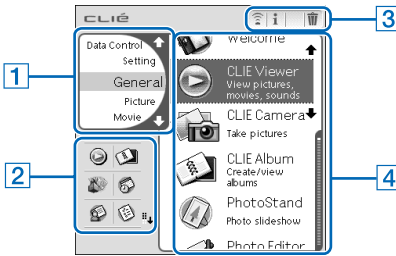 CLIÉ
3
1
Data Control
Setting
General
Picture
Movie
2
Welcome
CLIE Viewer
View pictures,
movies, sounds
CLIE Camera
Take pictures
CLIE Album
Create/view
albums
PhotoStand
Photo slideshow
Photo Editor
4